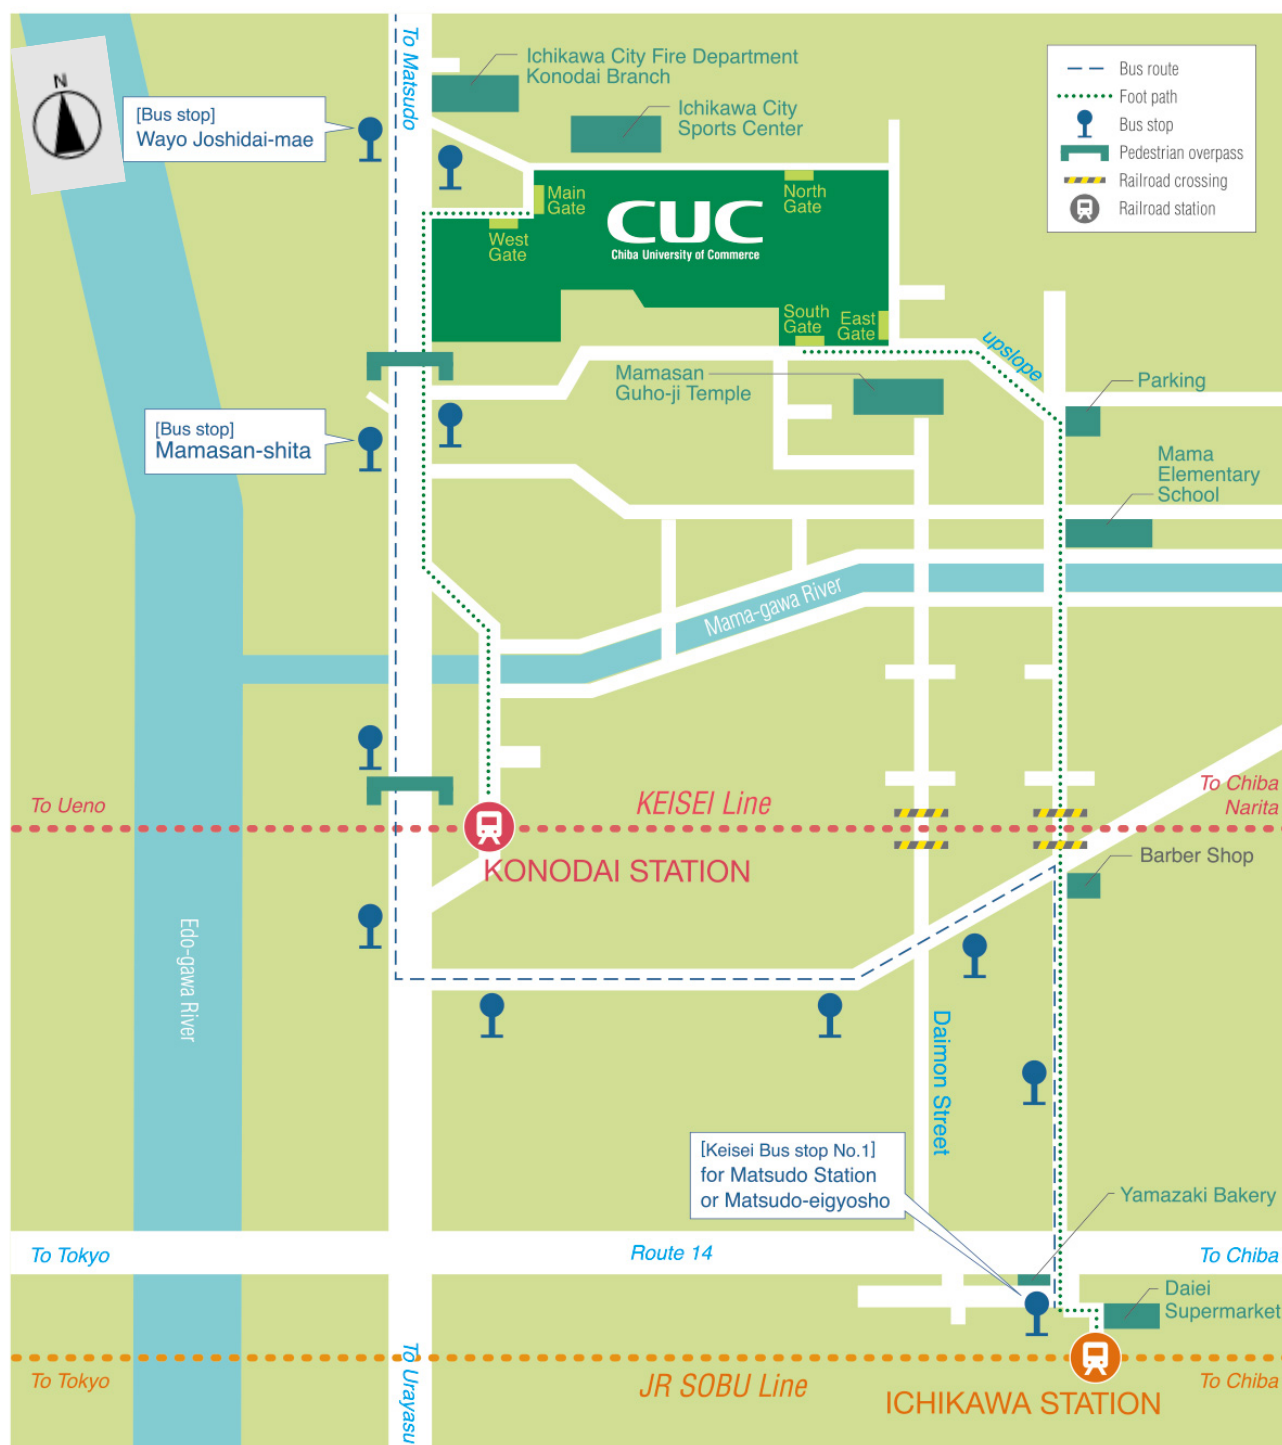 N
To Matsudo
Ichikawa City Fire Department
Konodai Branch
Ichikawa City
Sports Center
[Bus stop]
Wayo Joshidai-mae
Bus route
Foot path
Bus stop
Pedestrian overpass
Railroad crossing
Railroad station
Main
Gate
North
Gate
West
Gate
CUC
Chiba University of Commerce
South
Gate
East
Gate
upslope
Mamasan
Guho-ji Temple
Parking
[Bus stop]
Mamasan-shita
Mama
Elementary
School
Mama-gawa River
To Ueno
KEISEI Line
To Chiba
Narita
KONODAI STATION
Barber Shop
Edo-gawa River
Daimon Street
[Keisei Bus stop No.1]
for Matsudo Station
or Matsudo-eigyosho
Yamazaki Bakery
To Tokyo
Route 14
To Chiba
Daiei
Supermarket
To Urayasu
To Tokyo
JR SOBU Line
To Chiba
ICHIKAWA STATION